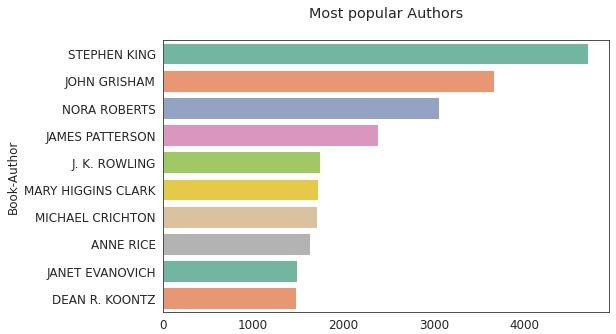 Most popular Authors
Book-Author
STEPHEN KING
JOHN GRISHAM
NORA ROBERTS
JAMES PATTERSON
J. K. ROWLING
MARY HIGGINS CLARK
MICHAEL CRICHTON
ANNE RICE
JANET EVANOVICH
DEAN R. KOONTZ
0 1000 2000 3000 4000